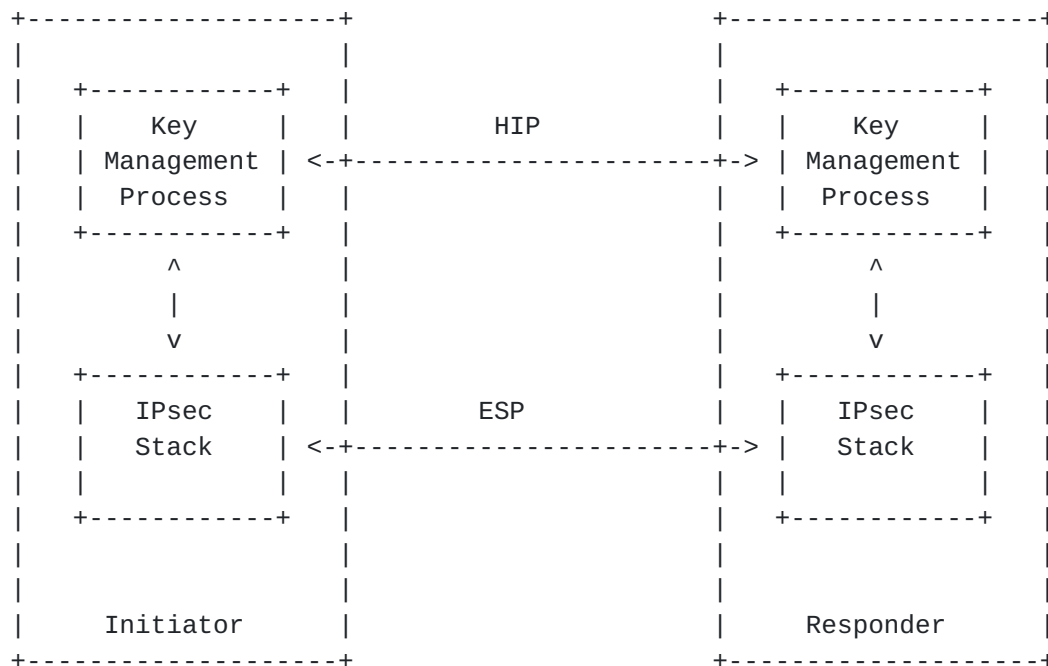 +--------------------+                       +--------------------+
|                    |                       |                    |
|   +------------+   |                       |   +------------+   |
|   |    Key     |   |         HIP           |   |    Key     |   |
|   | Management | <-+-----------------------+-> | Management |   |
|   |  Process   |   |                       |   |  Process   |   |
|   +------------+   |                       |   +------------+   |
|         ^          |                       |         ^          |
|         |          |                       |         |          |
|         v          |                       |         v          |
|   +------------+   |                       |   +------------+   |
|   |   IPsec    |   |        ESP            |   |   IPsec    |   |
|   |   Stack    | <-+-----------------------+-> |   Stack    |   |
|   |            |   |                       |   |            |   |
|   +------------+   |                       |   +------------+   |
|                    |                       |                    |
|                    |                       |                    |
|     Initiator      |                       |     Responder      |
+--------------------+                       +--------------------+